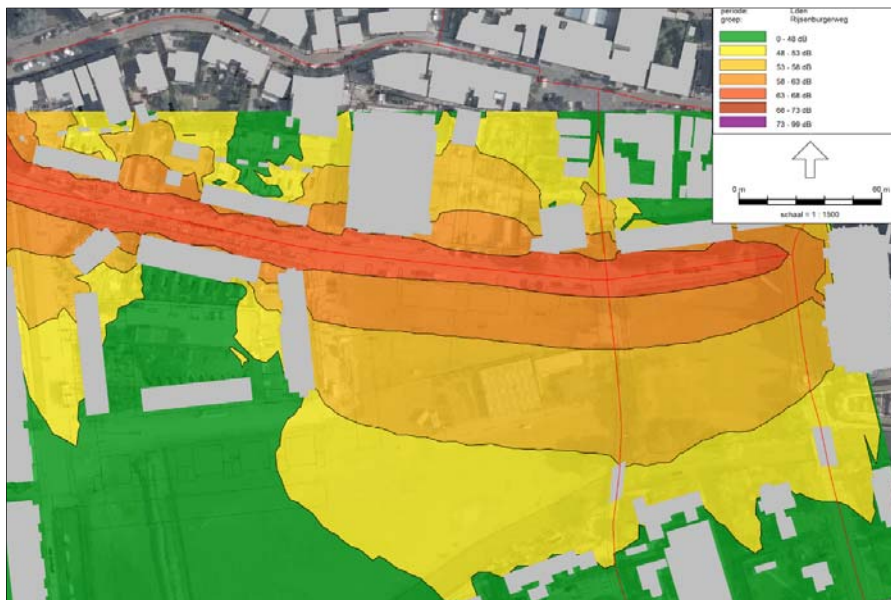 periode: Lden
groep: Rijsenburgerweg
0 - 48 dB
48 - 53 dB
53 - 58 dB
58 - 63 dB
63 - 68 dB
68 - 73 dB
73 - 99 dB
0 m 60 m
schaal = 1 : 1500